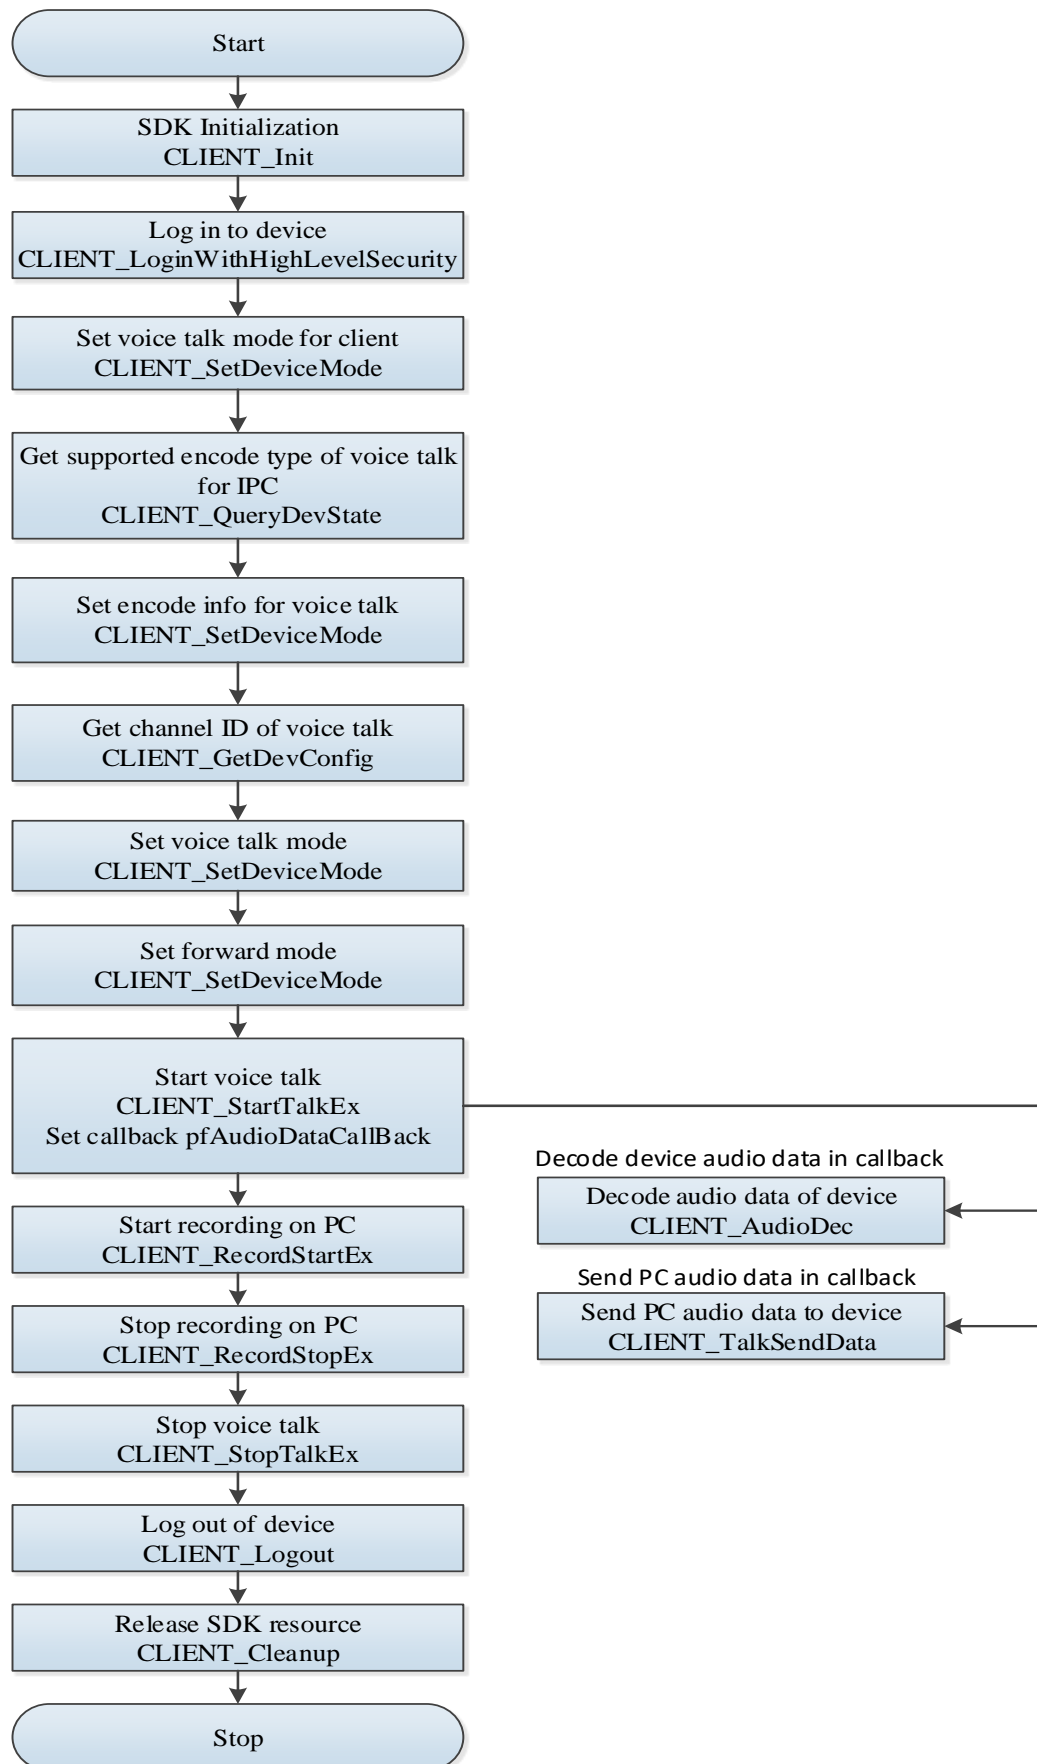 Start
SDK Initialization
CLIENT_Init
Log in to device
CLIENT_LoginWithHighLevelSecurity
Set voice talk mode for client
CLIENT_SetDeviceMode
Get supported encode type of voice talk
for IPC
CLIENT_QueryDevState
Set encode info for voice talk
CLIENT_SetDeviceMode
Get channel ID of voice talk
CLIENT_GetDevConfig
Set voice talk mode
CLIENT_SetDeviceMode
Set forward mode
CLIENT_SetDeviceMode
Start voice talk
CLIENT_StartTalkEx
Set callback pfAudioDataCallBack
Decode device audio data in callback
Decode audio data of device
CLIENT_AudioDec
Send PC audio data in callback
Send PC audio data to device
CLIENT_TalkSendData
Start recording on PC
CLIENT_RecordStartEx
Stop recording on PC
CLIENT_RecordStopEx
Stop voice talk
CLIENT_StopTalkEx
Log out of device
CLIENT_Logout
Release SDK resource
CLIENT_Cleanup
Stop